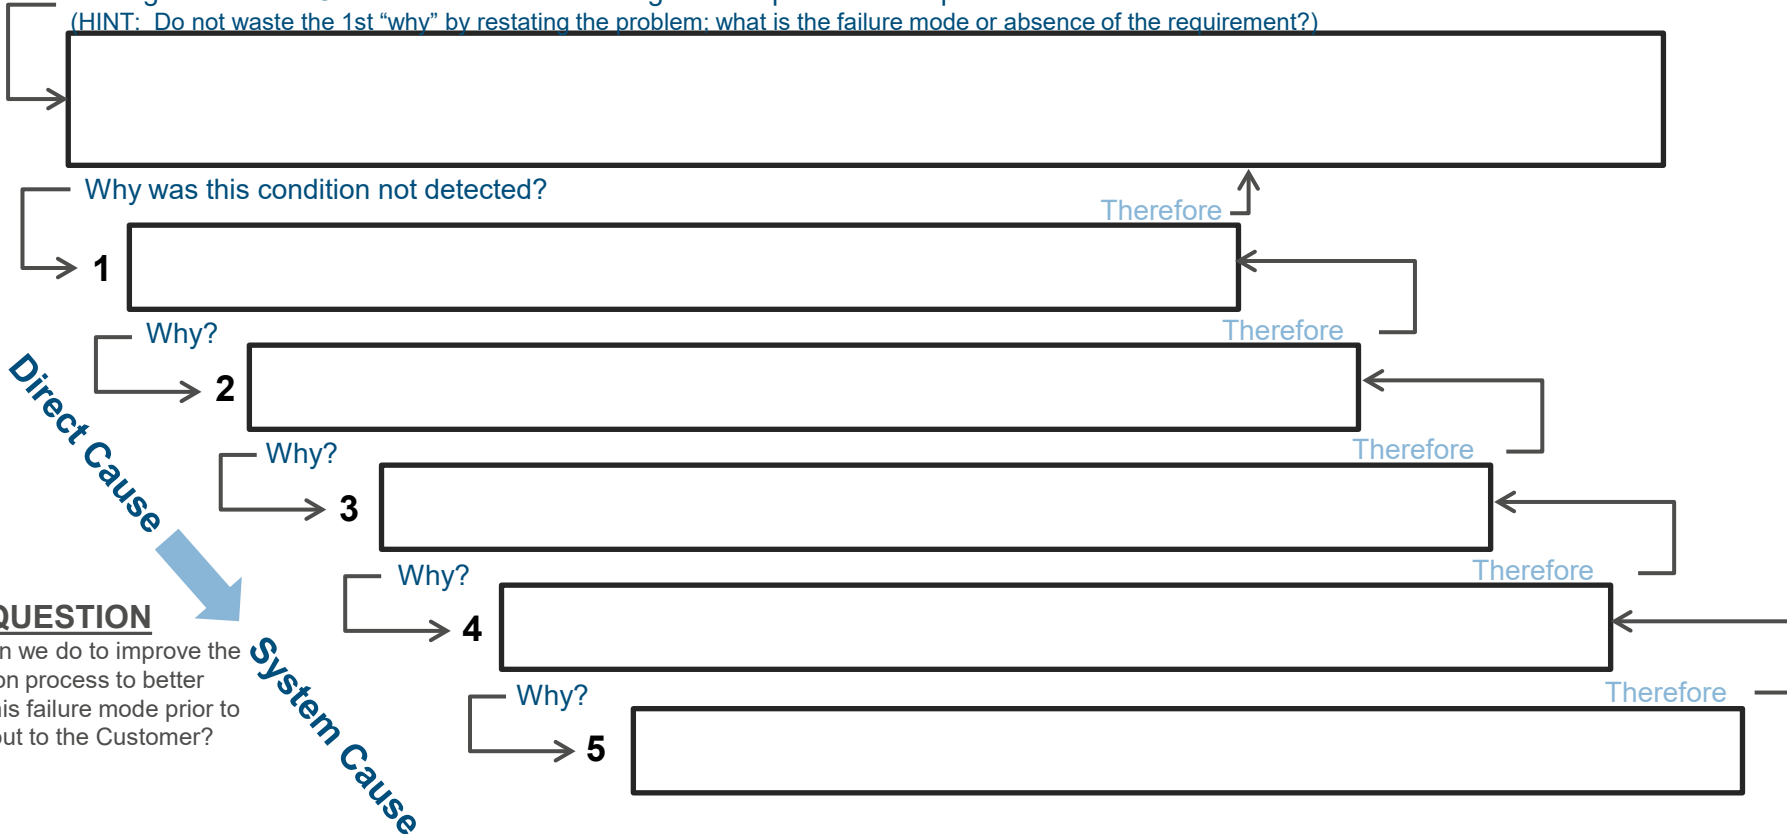 (HINT: Do not waste the 1st “why” by restating the problem; what is the failure mode or absence of the requirement?)
Why was this condition not detected?
Therefore
1
Why?
Therefore
2
Direct Cause
Why?
Therefore
3
Why?
Therefore
4
QUESTION
n we do to improve the
on process to better
his failure mode prior to
out to the Customer?
System Cause
Why?
Therefore
5